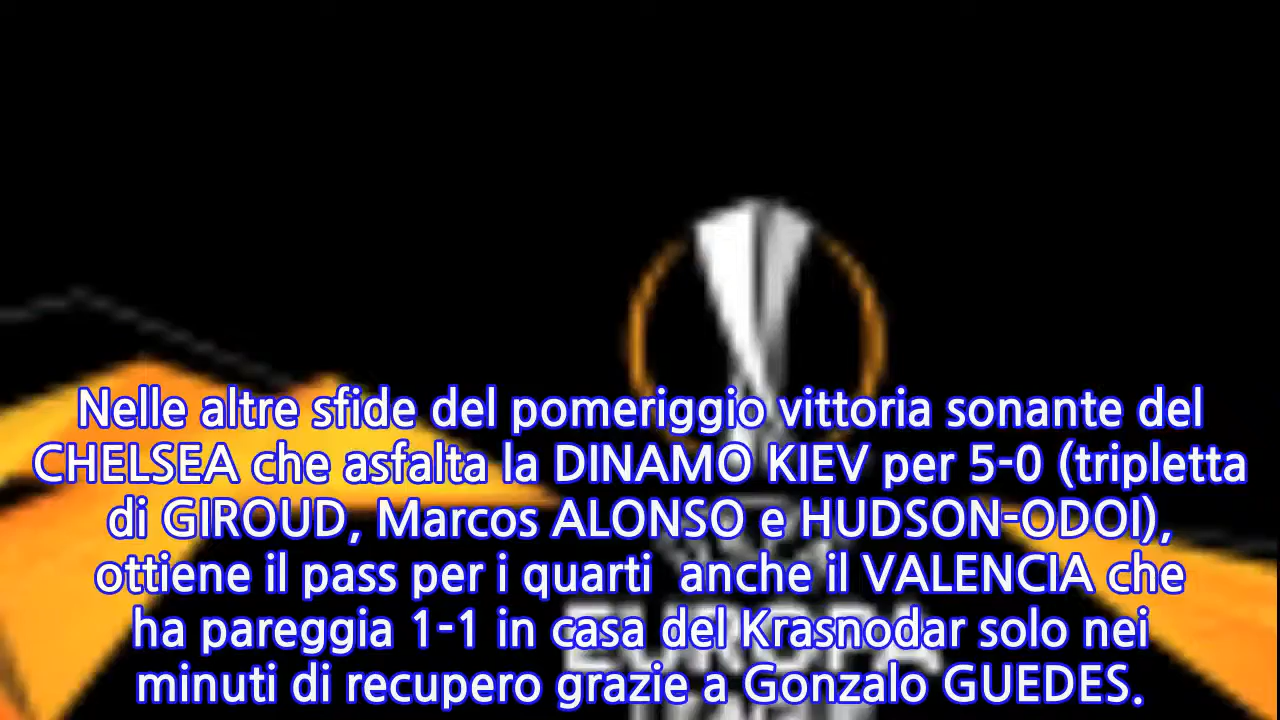 Nelle altre sfide del pomeriggio vittoria sonante del
CHELSEA che asfalta la DINAMO KIEV per 5-0 (tripletta
di GIROUD, Marcos ALONSO e HUDSON-ODOI),
ottiene il pass per i quarti  anche il VALENCIA che
ha pareggia 1-1 in casa del Krasnodar solo nei
minuti di recupero grazie a Gonzalo GUEDES.